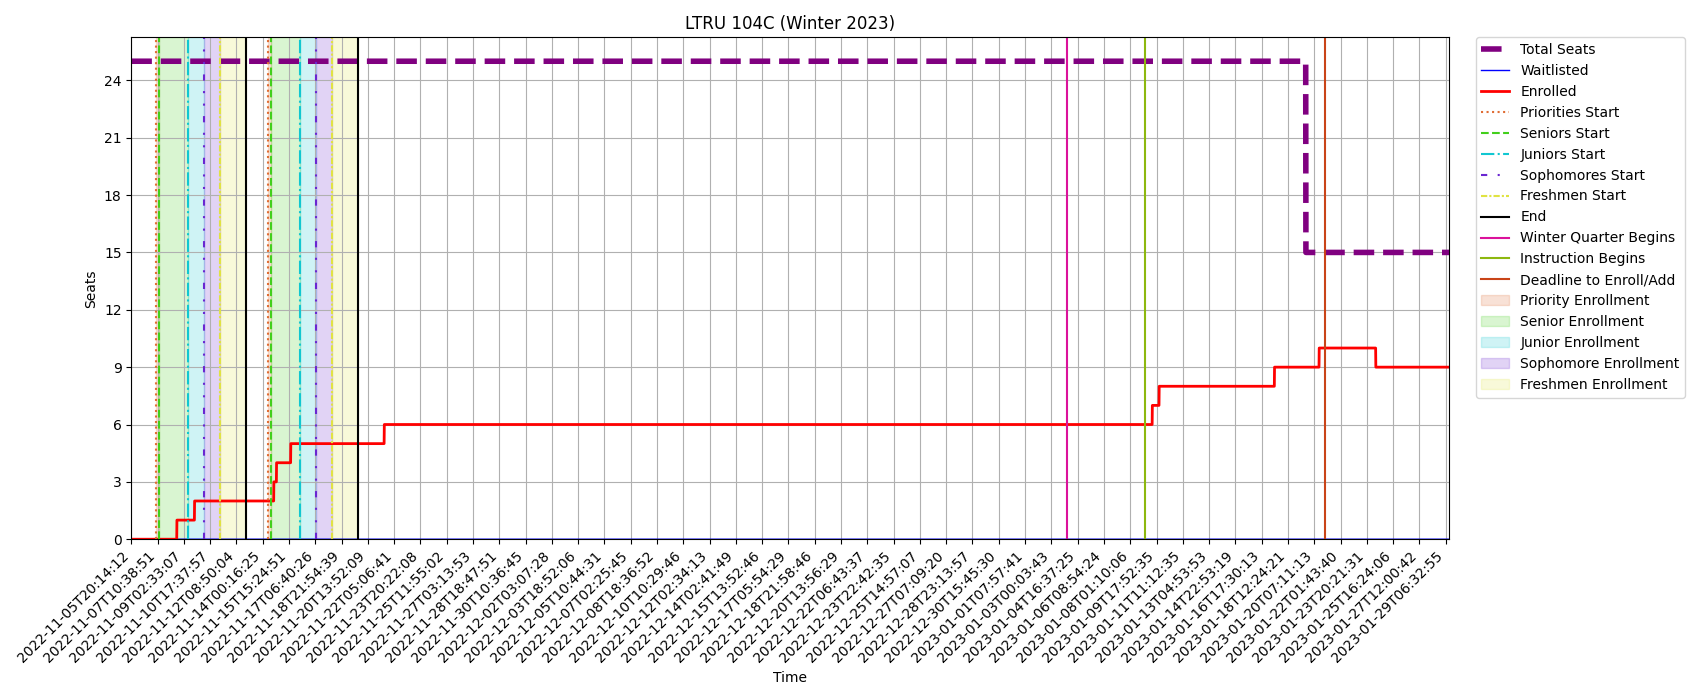 LTRU 104C (Winter 2023)
Seats
24
21
18
15
12
9
6
3
0
2022-11-05T20:14:12
2022-11-07T10:38:51
2022-11-09T02:33:07
2022-11-10T17:37:57
2022-11-12T08:50:04
2022-11-14T00:16:25
2022-11-15T15:24:51
2022-11-17T06:40:26
2022-11-18T21:54:39
2022-11-20T13:52:09
2022-11-22T05:06:41
2022-11-23T20:22:08
2022-11-25T11:55:02
2022-11-27T03:13:53
2022-11-28T18:47:51
2022-11-30T10:36:45
2022-12-02T03:07:28
2022-12-03T18:52:06
2022-12-05T10:44:31
2022-12-07T02:25:45
2022-12-08T18:36:52
2022-12-10T10:29:46
2022-12-12T02:34:13
2022-12-14T02:41:49
2022-12-15T13:52:46
2022-12-17T05:54:29
2022-12-18T21:58:46
2022-12-20T13:56:29
2022-12-22T06:43:37
2022-12-23T22:42:35
2022-12-25T14:57:07
2022-12-27T07:09:20
2022-12-28T23:13:57
2022-12-30T15:45:30
2023-01-01T07:57:41
2023-01-03T00:03:43
2023-01-04T16:37:25
2023-01-06T08:54:24
2023-01-08T01:10:06
2023-01-09T17:52:35
2023-01-11T11:12:35
2023-01-13T04:53:53
2023-01-14T22:53:19
2023-01-16T17:30:13
2023-01-18T12:24:21
2023-01-20T07:11:13
2023-01-22T01:43:40
2023-01-23T20:21:31
2023-01-25T16:24:06
2023-01-27T12:00:42
2023-01-29T06:32:55
Time
Total Seats
Waitlisted
Enrolled
Priorities Start
Seniors Start
Juniors Start
Sophomores Start
Freshmen Start
End
Winter Quarter Begins
Instruction Begins
Deadline to Enroll/Add
Priority Enrollment
Senior Enrollment
Junior Enrollment
Sophomore Enrollment
Freshmen Enrollment